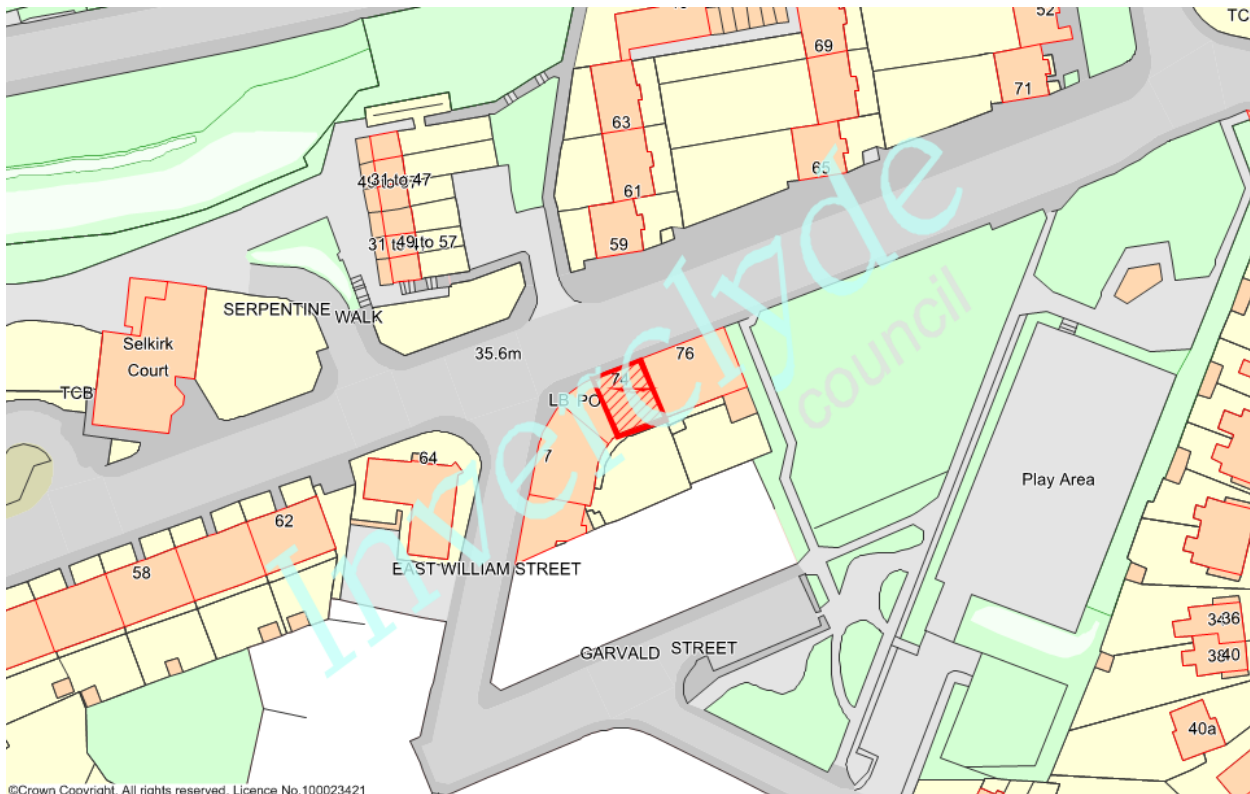 TC
52
69
71
63
65
61
59
31 to 47
49 to 57
SERPENTINE WALK
35.6m
Selkirk
Court
TCB
74
76
LB PO
7
64
62
58
EAST WILLIAM STREET
GARVALD STREET
Play Area
34
36
38
40
40a
Inverclyde
council
©Crown Copyright. All rights reserved. Licence No.100023421